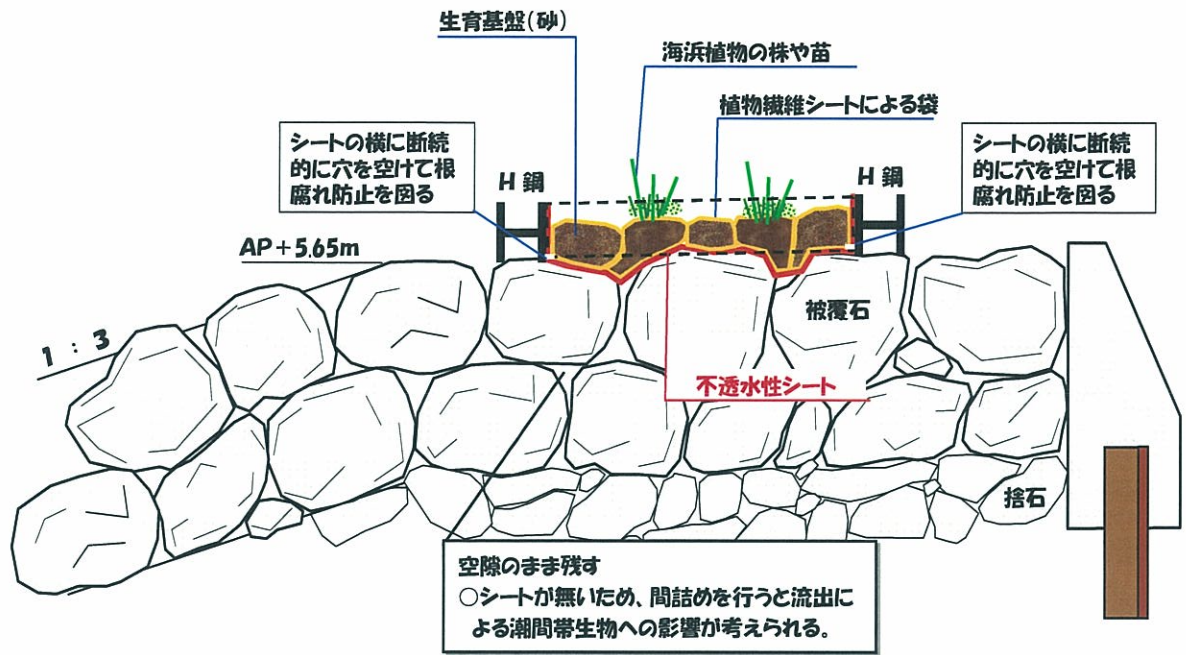 生育基盤(砂)
海浜植物の株や苗
植物繊維シートによる袋
シートの横に断続
的に穴を空けて根
腐れ防止を図る
H鋼
H鋼
シートの横に断続
的に穴を空けて根
腐れ防止を図る
AP+5.65m
1:3
被覆石
不透水性シート
捨石
空隙のまま残す
○シートが無いため、間詰めを行うと流出に
よる潮間帯生物への影響が考えられる。